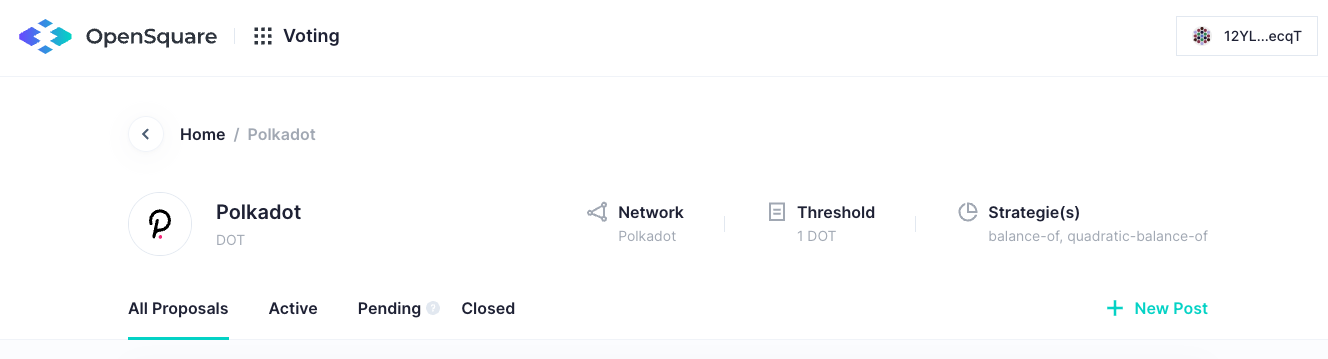 OpenSquare Voting 12YL...ecqT
Home / Polkadot
Polkadot Network Threshold Strategie(s)
DOT Polkadot 1 DOT balance-of, quadratic-balance-of
All Proposals Active Pending ? Closed + New Post